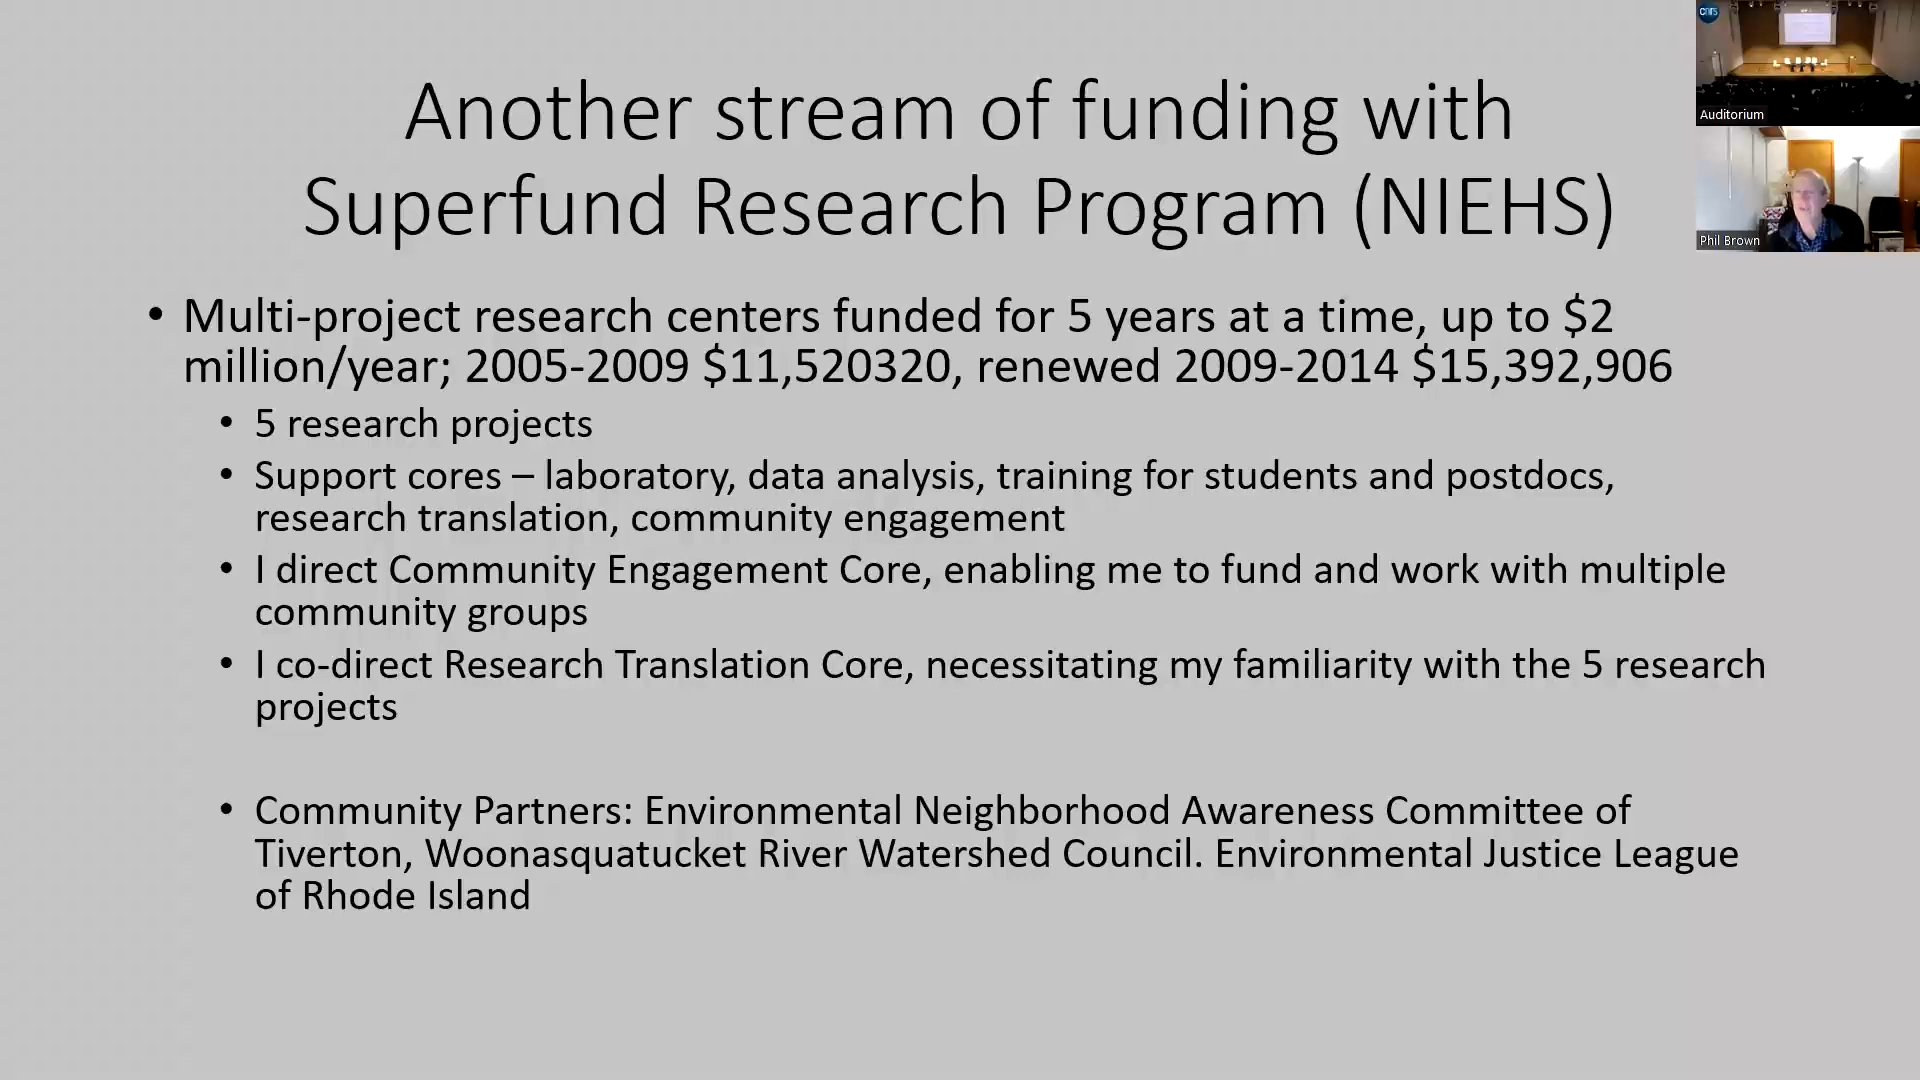 Another stream of funding with
Superfund Research Program (NIEHS)
• Multi-project research centers funded for 5 years at a time, up to $2
million/year; 2005-2009 $11,520320, renewed 2009-2014 $15,392,906
• 5 research projects
• Support cores – laboratory, data analysis, training for students and postdocs,
research translation, community engagement
• I direct Community Engagement Core, enabling me to fund and work with multiple
community groups
• I co-direct Research Translation Core, necessitating my familiarity with the 5 research
projects
• Community Partners: Environmental Neighborhood Awareness Committee of
Tiverton, Woonasquatucket River Watershed Council. Environmental Justice League
of Rhode Island
cnrs
Auditorium
Phil Brown